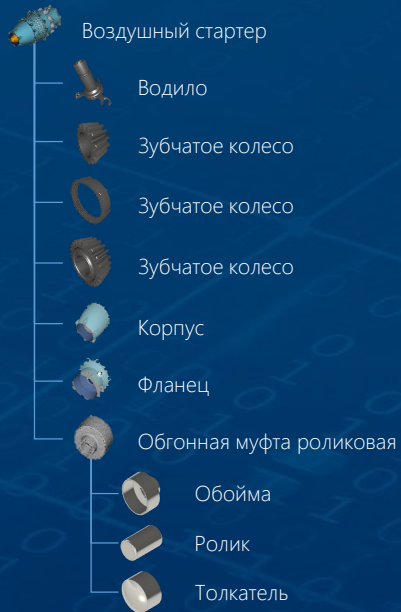 Воздушный стартер
Водило
Зубчатое колесо
Зубчатое колесо
Зубчатое колесо
Корпус
Фланец
Обгонная муфта роликовая
Обойма
Ролик
Толкатель